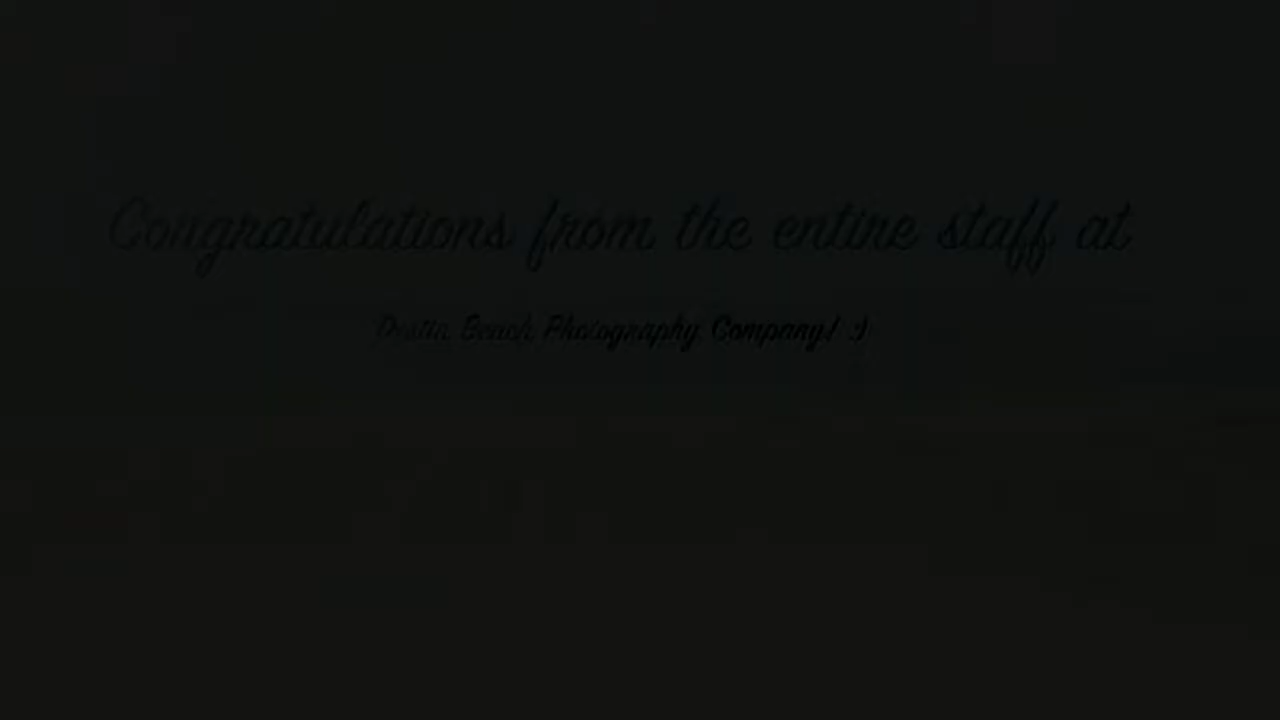 Congratulations from the entire staff at
Destin Beach Photography Company! :)